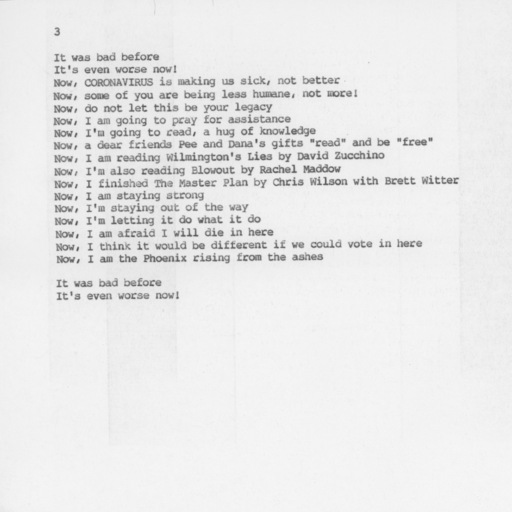 3
It was bad before
It's even worse now!
Now, CORONAVIRUS is making us sick, not better
Now, some of you are being less humane, not more!
Now, do not let this be your legacy
Now, I am going to pray for assistance
Now, I'm going to read, a hug of knowledge
Now, a dear friends Pee and Dana's gifts "read" and be "free"
Now, I am reading Wilmington's Lies by David Zucchino
Now, I'm also reading Blowout by Rachel Maddow
Now, I finished The Master Plan by Chris Wilson with Brett Witter
Now, I am staying strong
Now, I'm staying out of the way
Now, I'm letting it do what it do
Now, I am afraid I will die in here
Now, I think it would be different if we could vote in here
Now, I am the Phoenix rising from the ashes
It was bad before
It's even worse now!